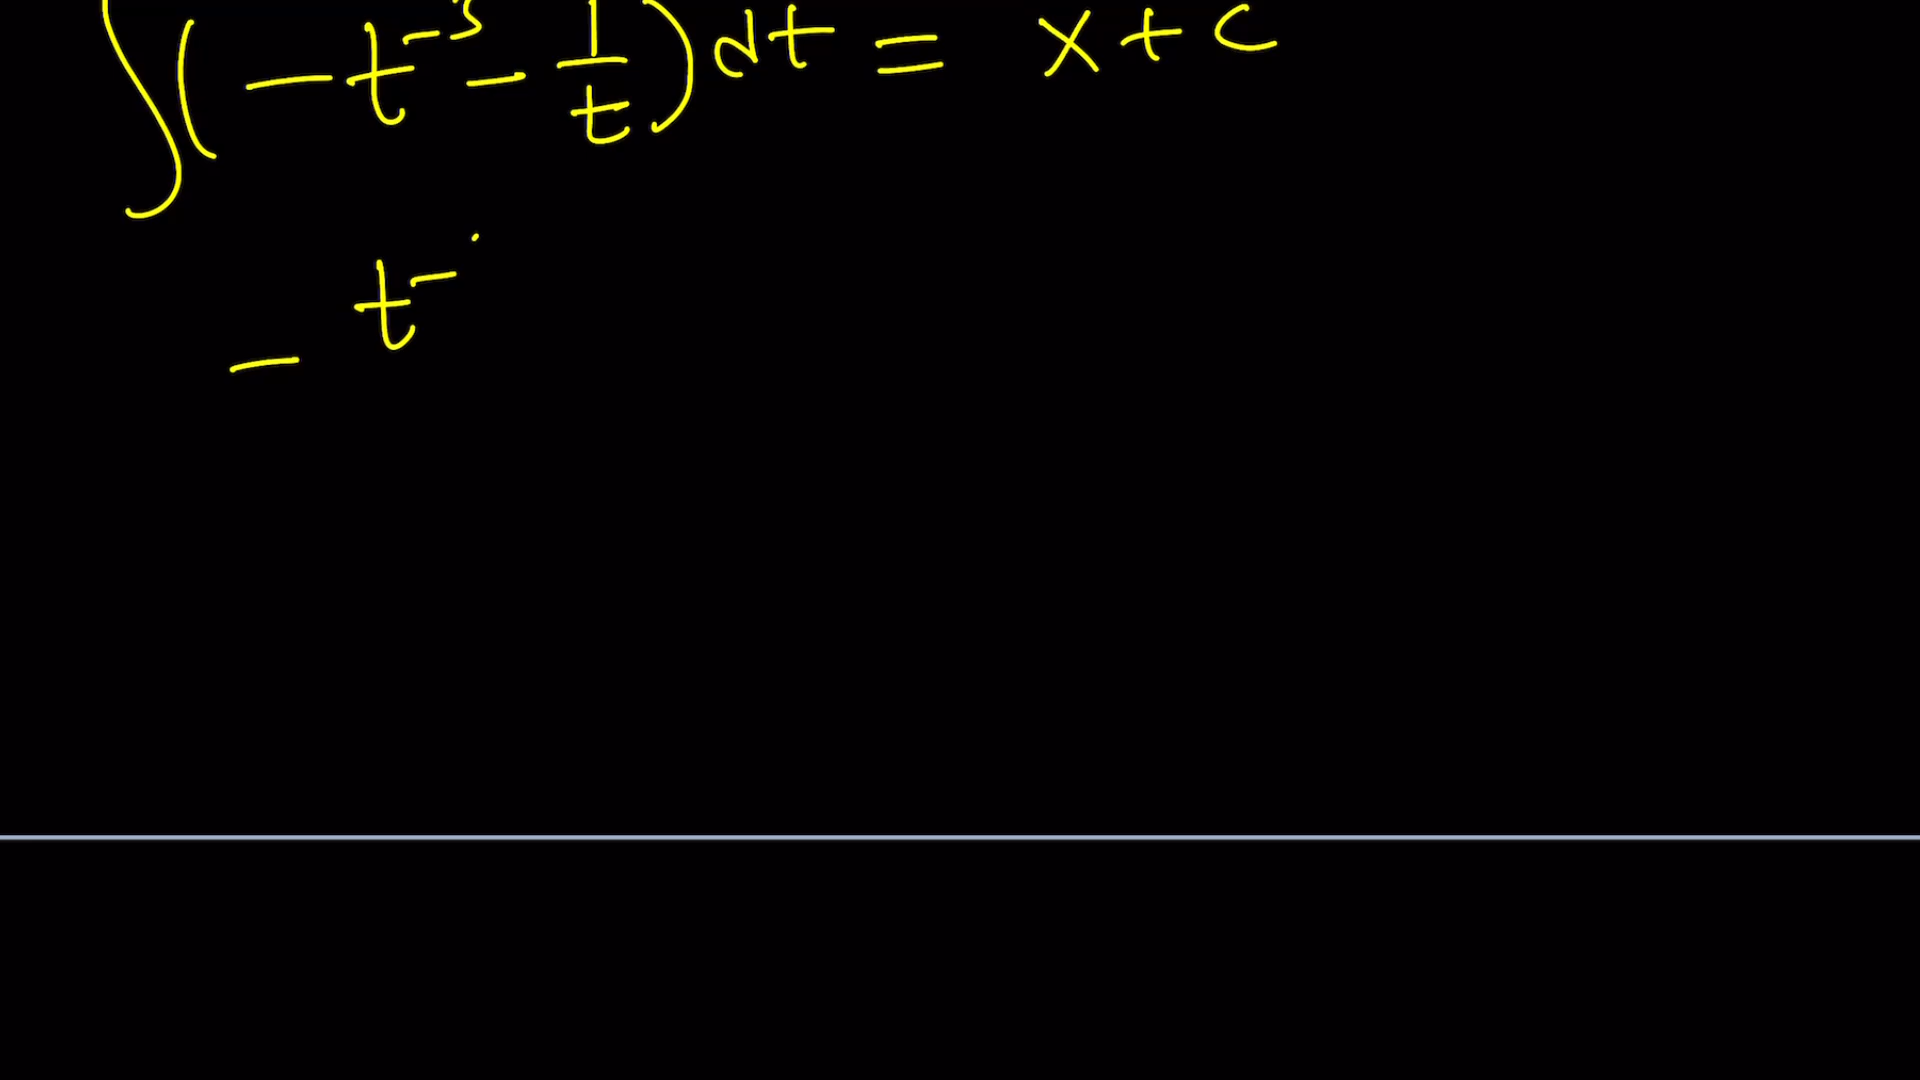 ∫(-t⁻³ - 1/t) dt = x + c
- t⁻